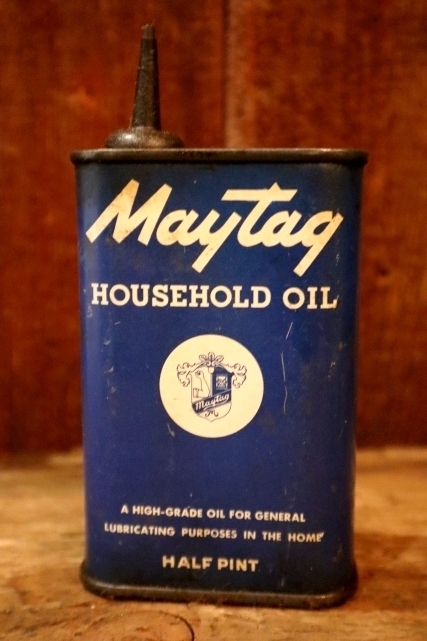 Maytag
HOUSEHOLD OIL
Maytag
A HIGH-GRADE OIL FOR GENERAL
LUBRICATING PURPOSES IN THE HOME
HALF PINT